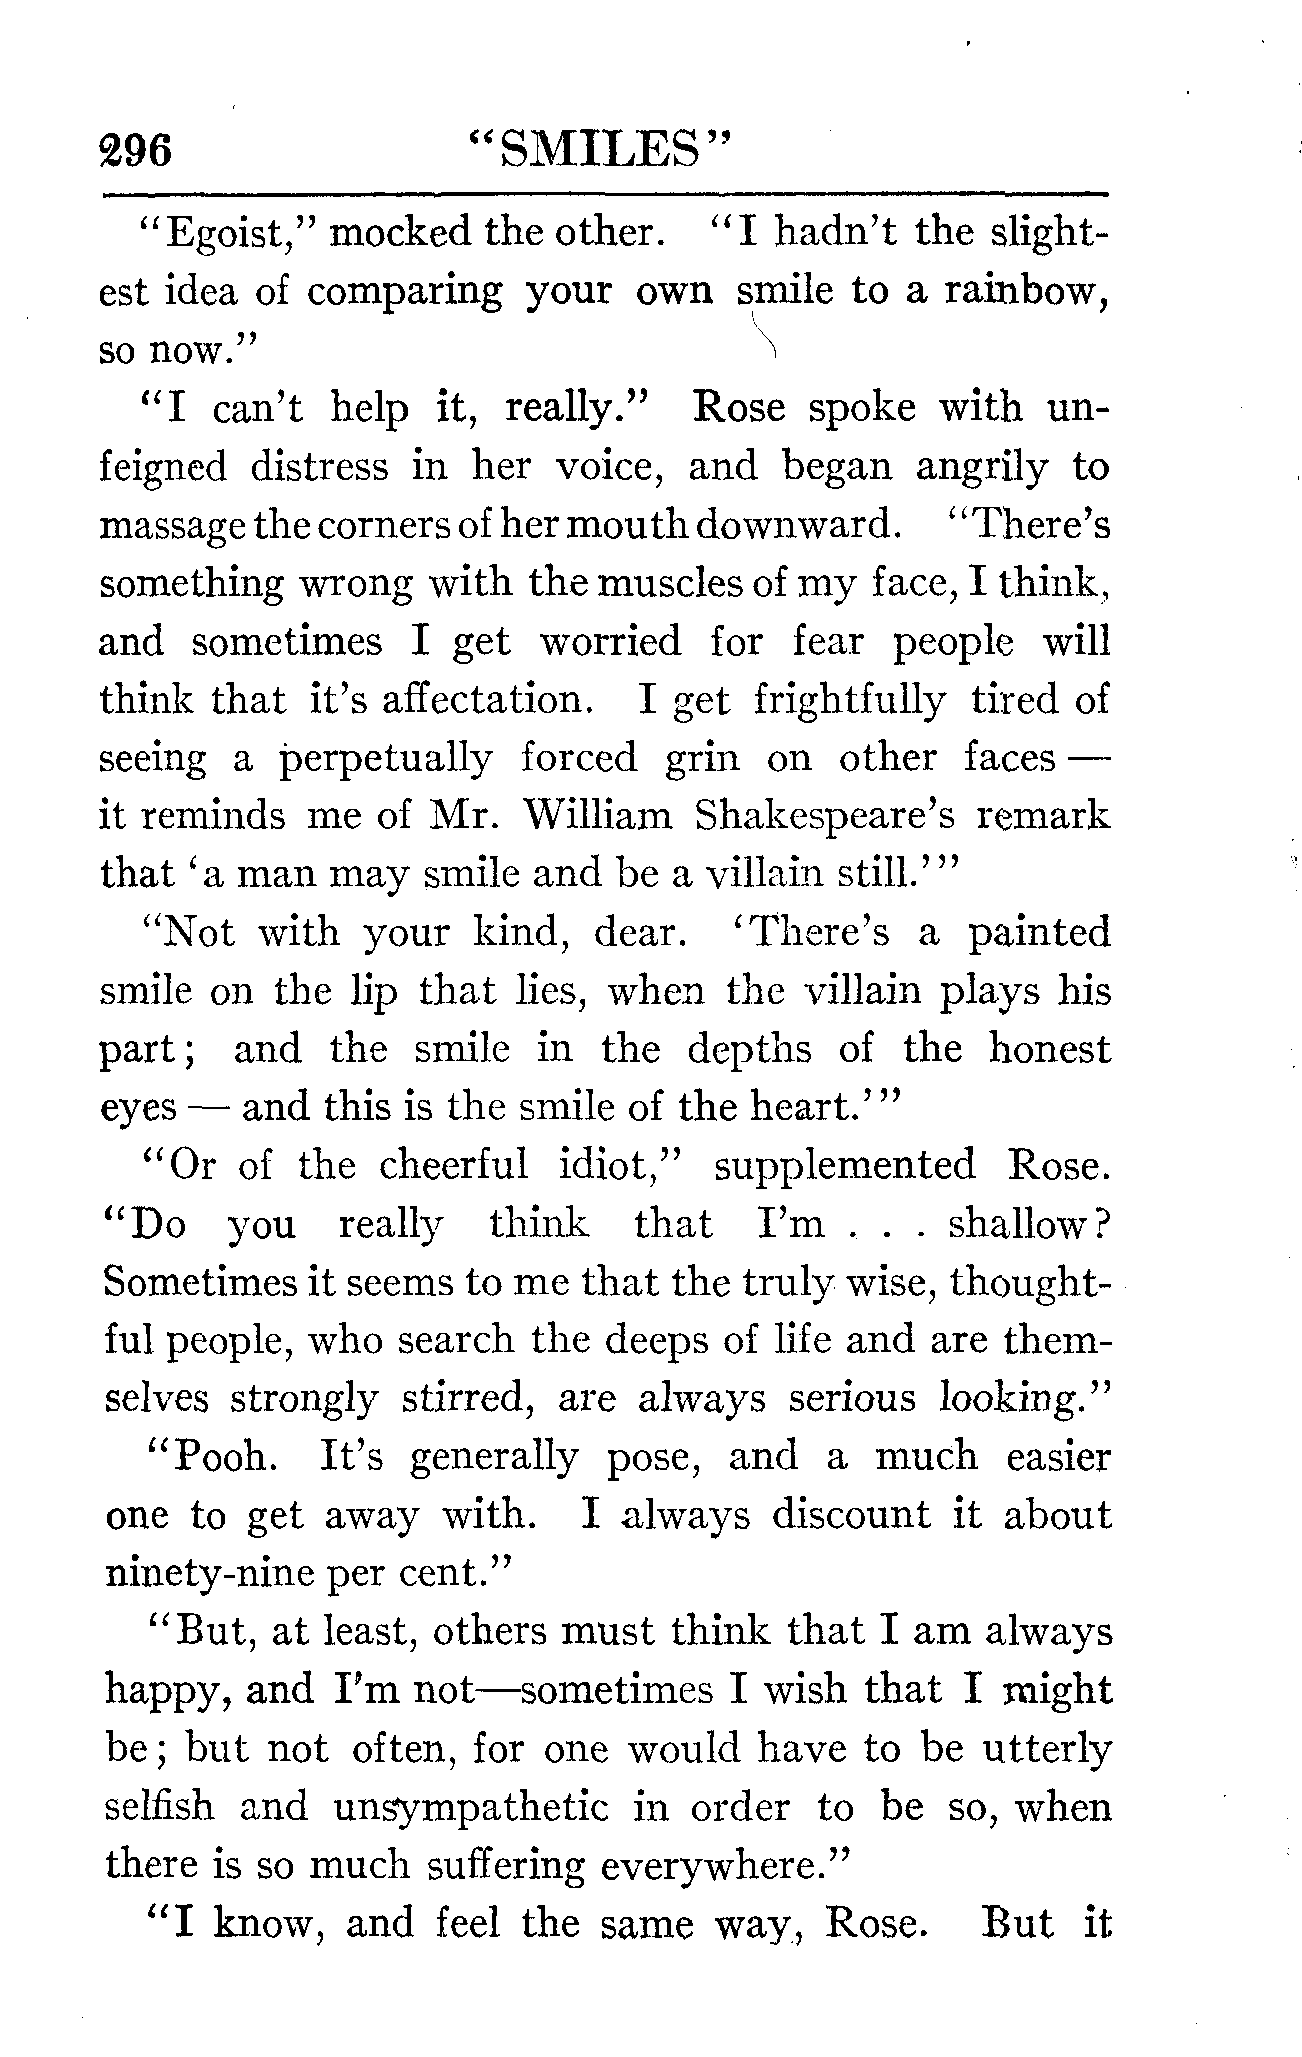 296 "SMILES"
"Egoist," mocked the other. "I hadn't the slight-
est idea of comparing your own smile to a rainbow,
so now."
"I can't help it, really." Rose spoke with un-
feigned distress in her voice, and began angrily to
massage the corners of her mouth downward. "There's
something wrong with the muscles of my face, I think,
and sometimes I get worried for fear people will
think that it's affectation. I get frightfully tired of
seeing a perpetually forced grin on other faces —
it reminds me of Mr. William Shakespeare's remark
that 'a man may smile and be a villain still.'"
"Not with your kind, dear. 'There's a painted
smile on the lip that lies, when the villain plays his
part; and the smile in the depths of the honest
eyes — and this is the smile of the heart.'"
"Or of the cheerful idiot," supplemented Rose.
"Do you really think that I'm . . . shallow?
Sometimes it seems to me that the truly wise, thought-
ful people, who search the deeps of life and are them-
selves strongly stirred, are always serious looking."
"Pooh. It's generally pose, and a much easier
one to get away with. I always discount it about
ninety-nine per cent."
"But, at least, others must think that I am always
happy, and I'm not—sometimes I wish that I might
be; but not often, for one would have to be utterly
selfish and unsympathetic in order to be so, when
there is so much suffering everywhere."
"I know, and feel the same way, Rose. But it